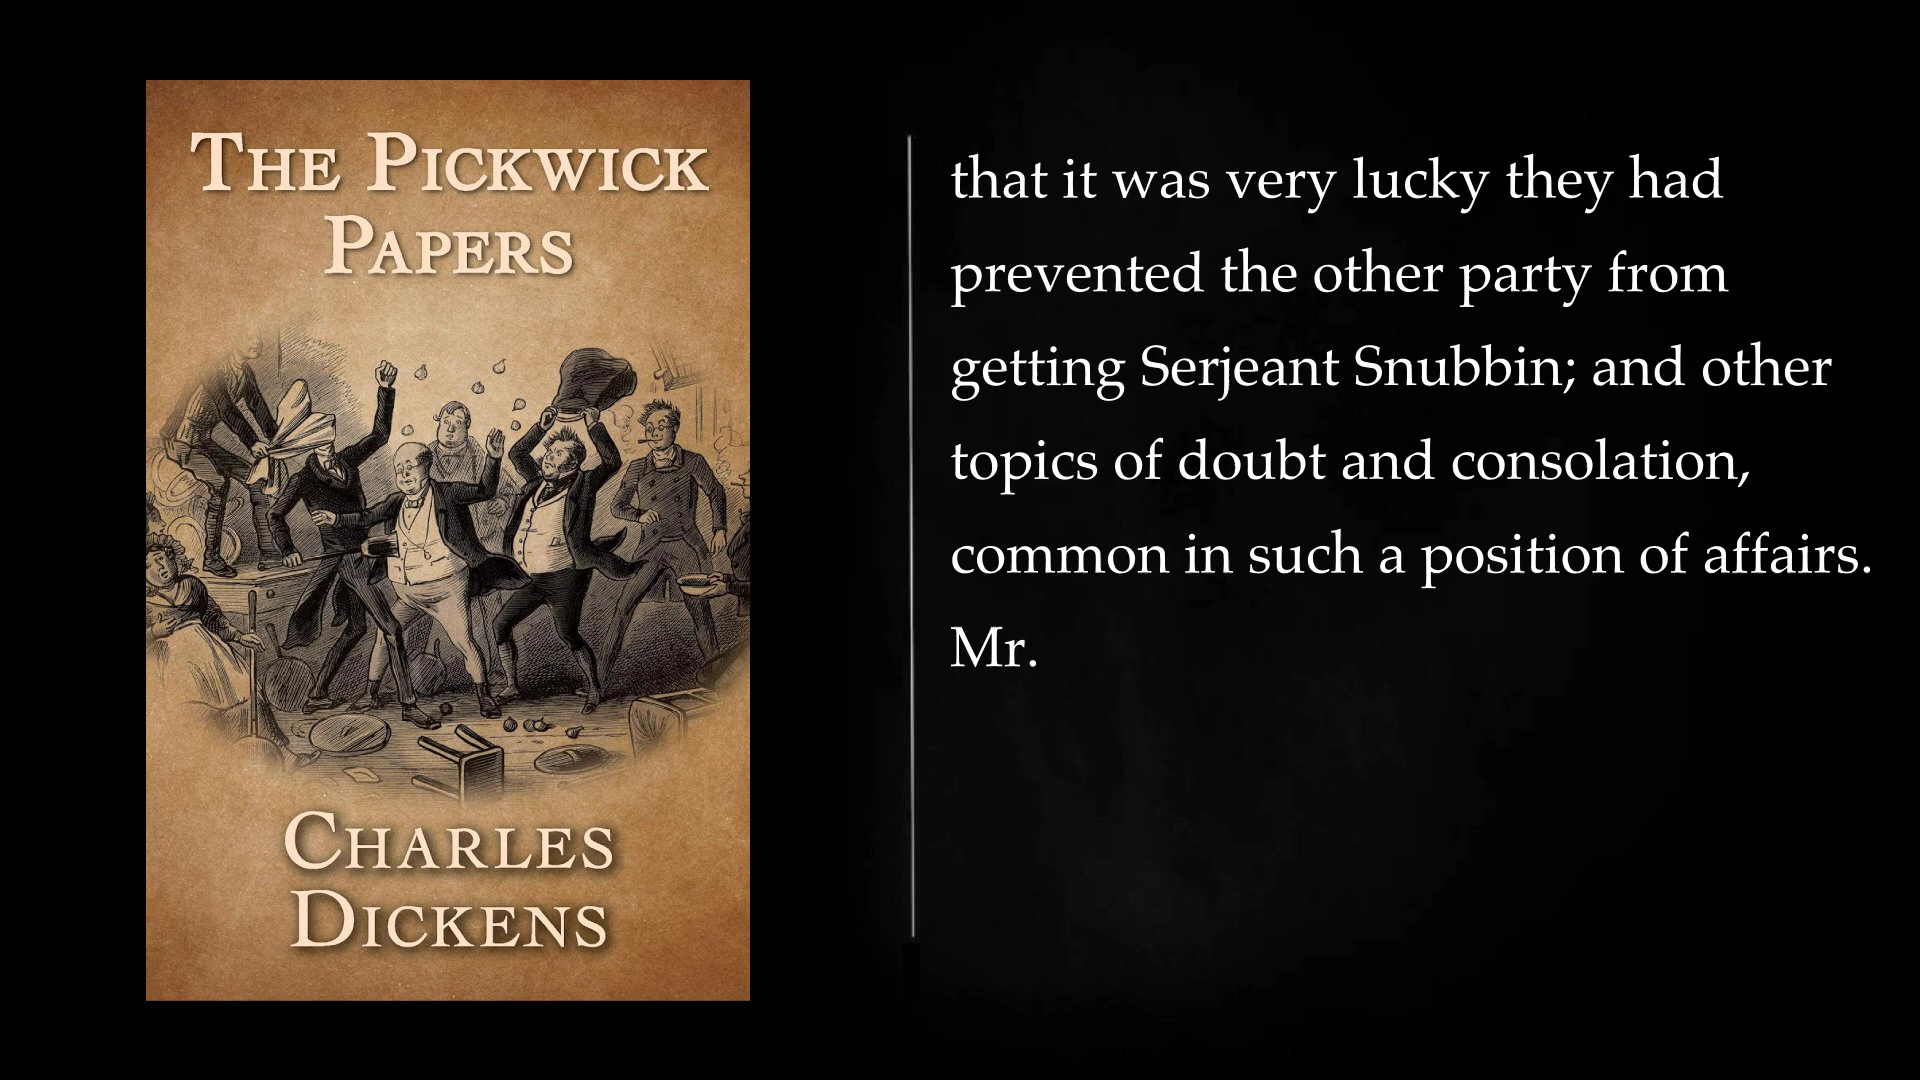 THE PICKWICK
PAPERS
CHARLES
DICKENS
that it was very lucky they had
prevented the other party from
getting Serjeant Snubbin; and other
topics of doubt and consolation,
common in such a position of affairs.
Mr.